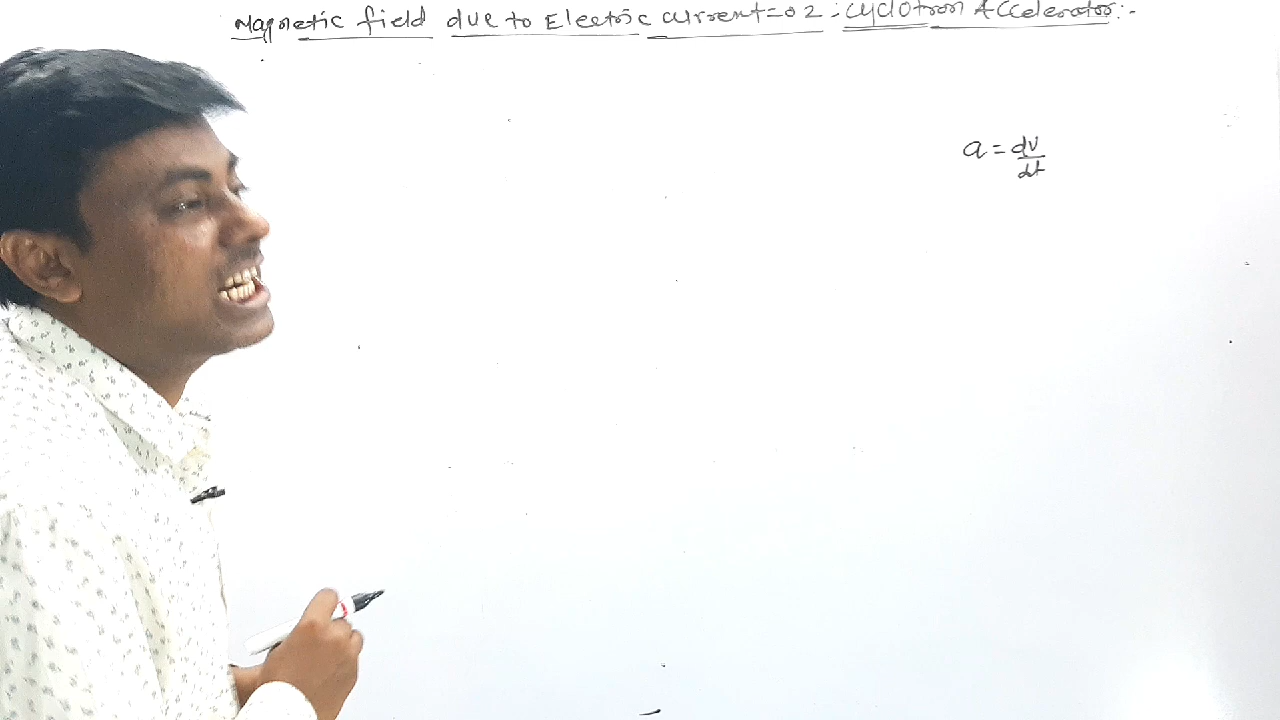 Magnetic field due to Electric current=02:cyclotron Accelerator:-
a = dv/dt